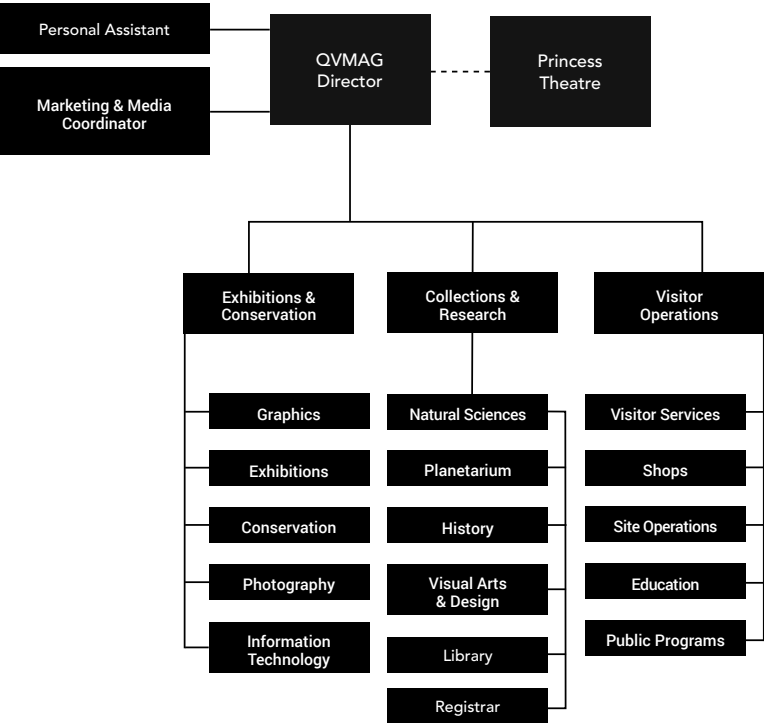 Personal Assistant
Marketing & Media
Coordinator
QVMAG
Director
Princess
Theatre
Exhibitions &
Conservation
Collections &
Research
Visitor
Operations
Graphics
Exhibitions
Conservation
Photography
Information
Technology
Natural Sciences
Planetarium
History
Visual Arts
& Design
Library
Registrar
Visitor Services
Shops
Site Operations
Education
Public Programs